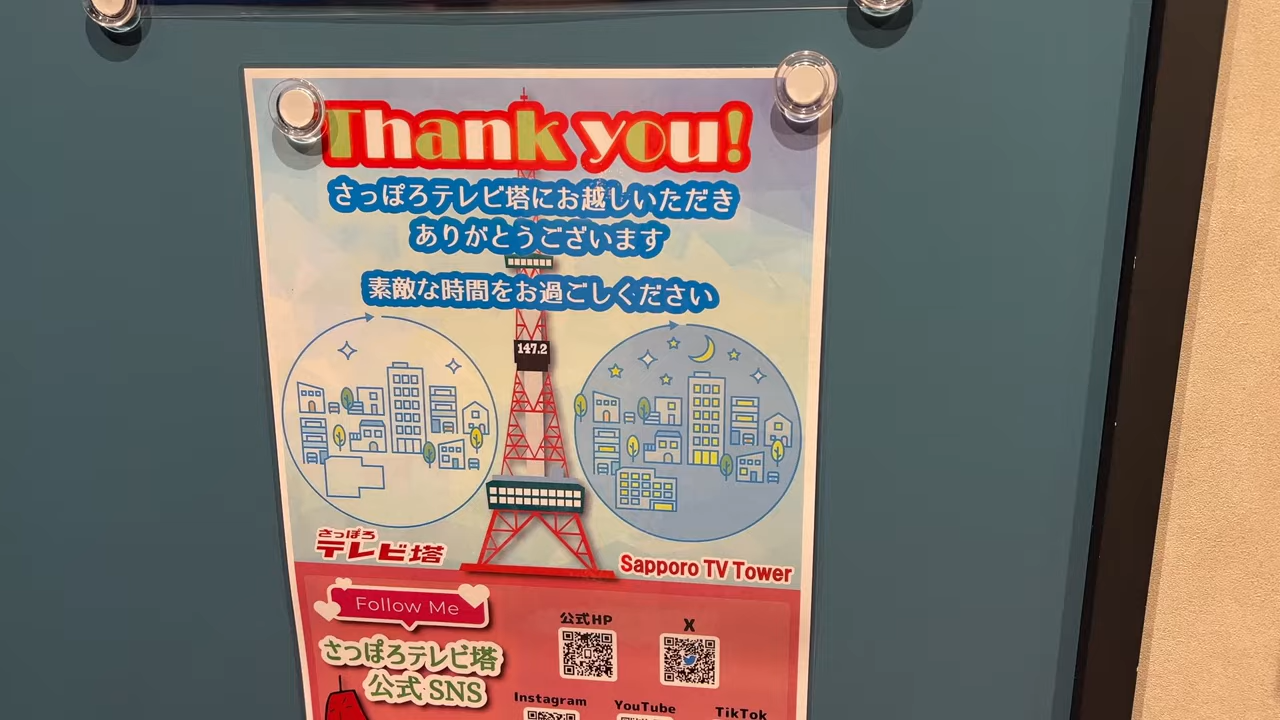 Thank you!
さっぽろテレビ塔にお越しいただき
ありがとうございます
素敵な時間をお過ごしください
147.2
さっぽろ
テレビ塔
Sapporo TV Tower
Follow Me
さっぽろテレビ塔
公式 SNS
公式HP
X
Instagram
YouTube
TikTok